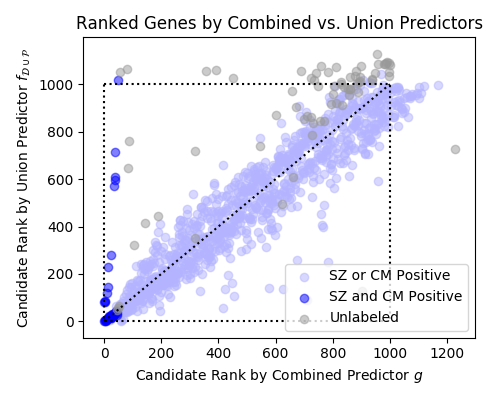 Ranked Genes by Combined vs. Union Predictors
Candidate Rank by Union Predictor f_{𝒟∪𝒫}
1000
800
600
400
200
0
SZ or CM Positive
SZ and CM Positive
Unlabeled
0 200 400 600 800 1000 1200
Candidate Rank by Combined Predictor g